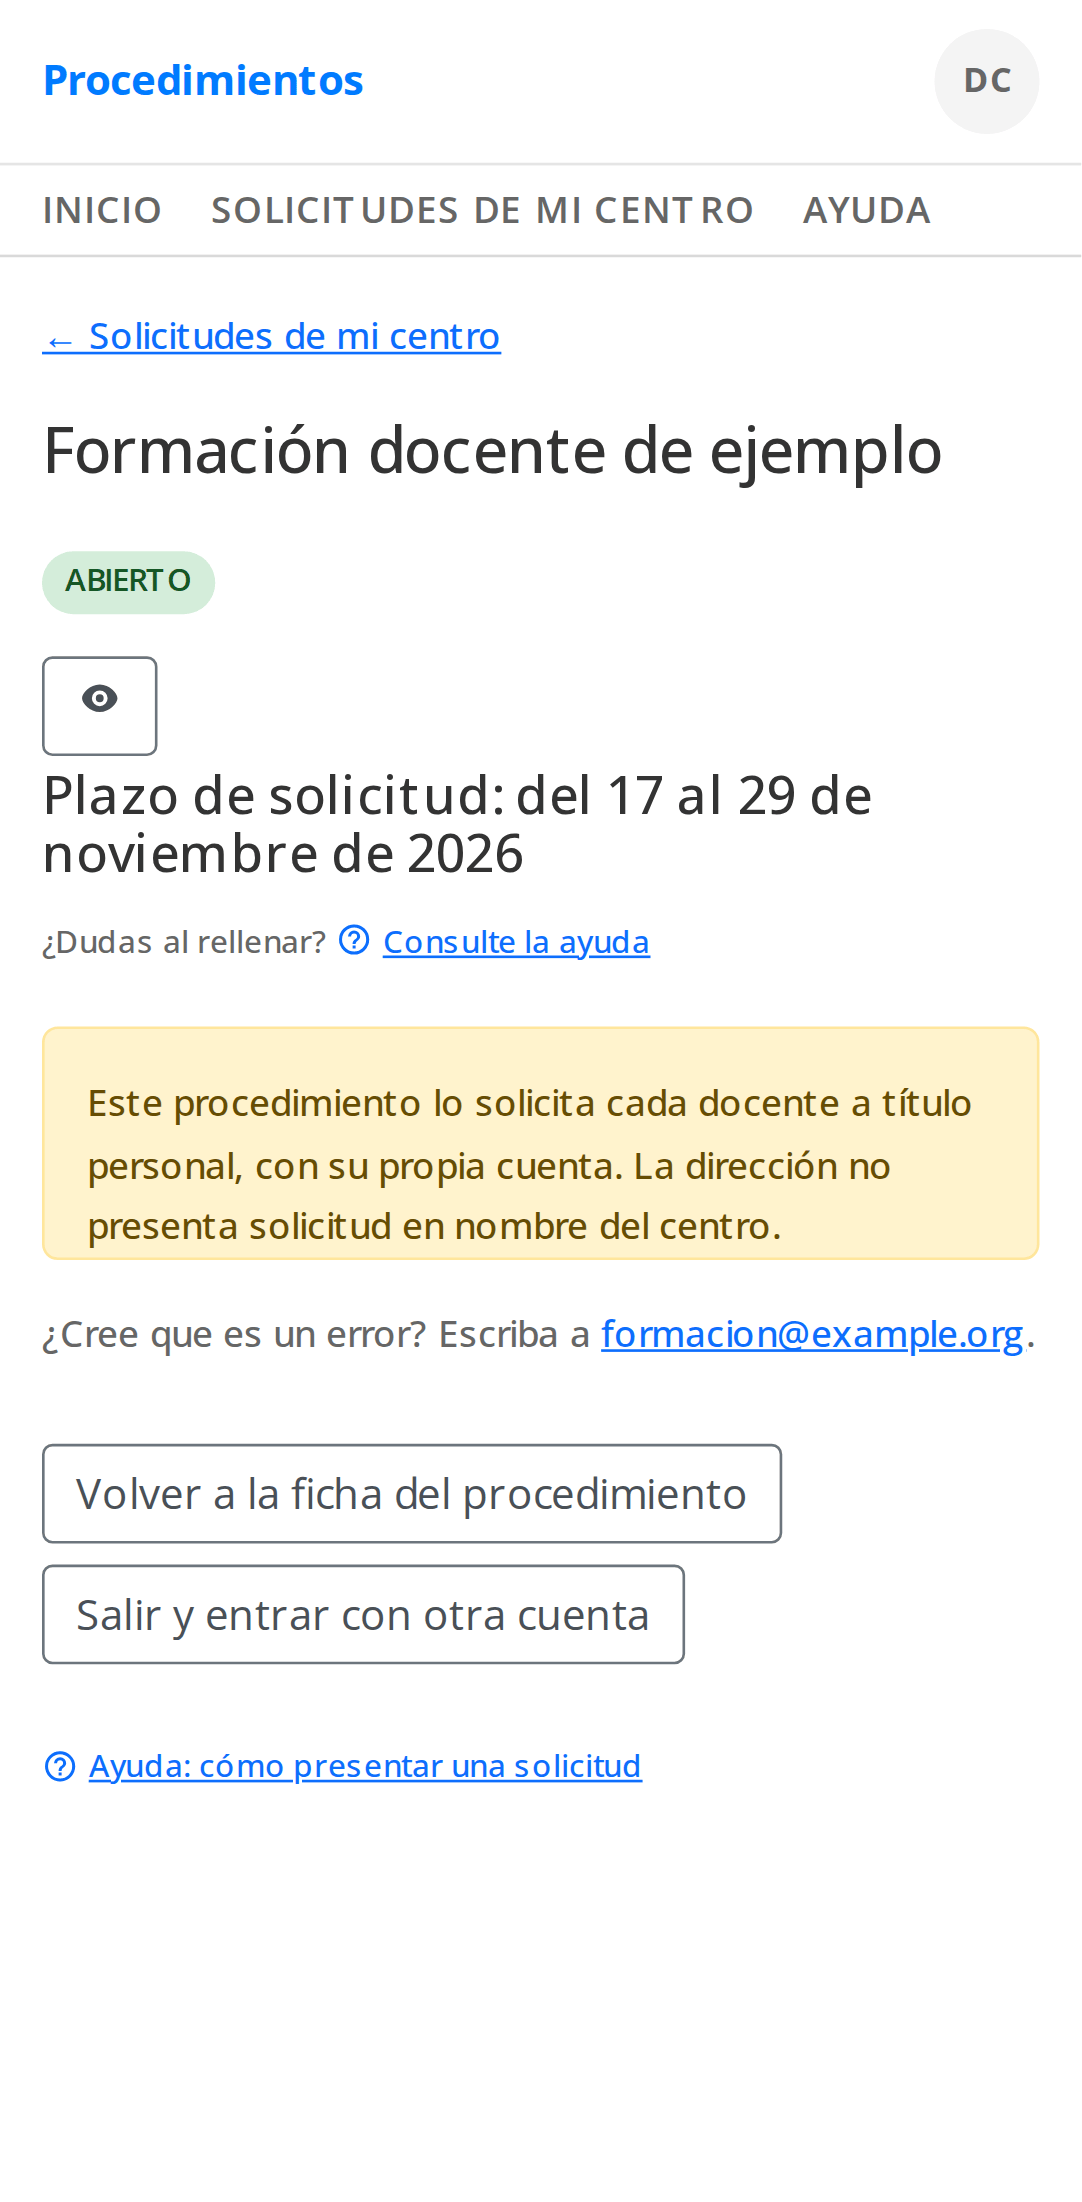 Procedimientos
DC
INICIO SOLICITUDES DE MI CENTRO AYUDA
← Solicitudes de mi centro
Formación docente de ejemplo
ABIERTO
Plazo de solicitud: del 17 al 29 de
noviembre de 2026
¿Dudas al rellenar? Consulte la ayuda
Este procedimiento lo solicita cada docente a título
personal, con su propia cuenta. La dirección no
presenta solicitud en nombre del centro.
¿Cree que es un error? Escriba a formacion@example.org.
Volver a la ficha del procedimiento
Salir y entrar con otra cuenta
Ayuda: cómo presentar una solicitud